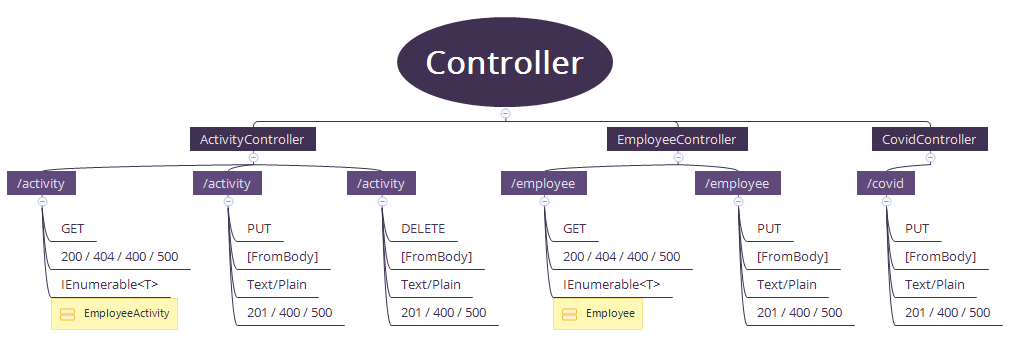 Controller
ActivityController
EmployeeController
CovidController
/activity
/activity
/activity
/employee
/employee
/covid
GET
200 / 404 / 400 / 500
IEnumerable<T>
EmployeeActivity
PUT
[FromBody]
Text/Plain
201 / 400 / 500
DELETE
[FromBody]
Text/Plain
201 / 400 / 500
GET
200 / 404 / 400 / 500
IEnumerable<T>
Employee
PUT
[FromBody]
Text/Plain
201 / 400 / 500
PUT
[FromBody]
Text/Plain
201 / 400 / 500